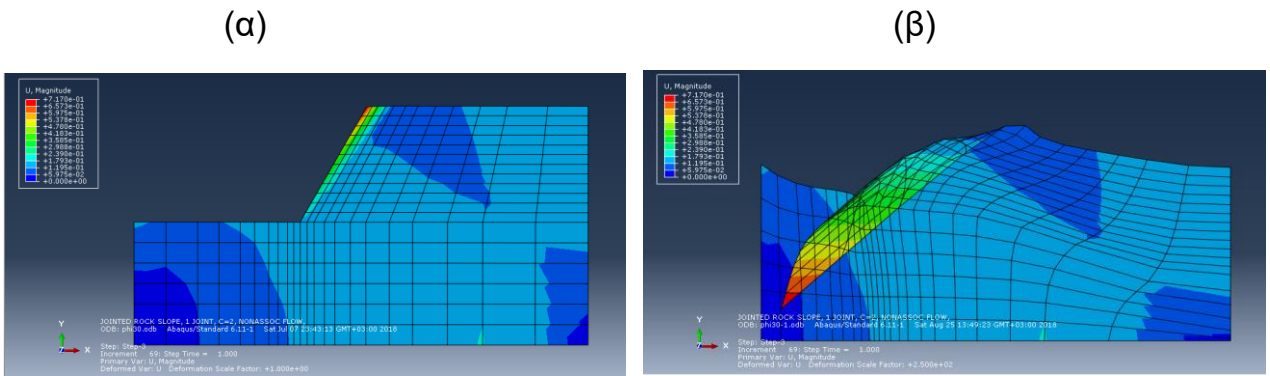 (α)
(β)
U, Magnitude
+7.170e-01
+6.573e-01
+5.975e-01
+5.378e-01
+4.780e-01
+4.183e-01
+3.585e-01
+2.988e-01
+2.390e-01
+1.793e-01
+1.195e-01
+5.975e-02
+0.000e+00
Y
Z
X
JOINTED ROCK SLOPE, 1 JOINT, C=2, NONASSOC FLOW,
ODB: phi30.odb Abaqus/Standard 6.11-1 Sat Jul 07 23:43:13 GMT+03:00 2018
Step: Step-3
Increment 69: Step Time = 1.000
Primary Var: U, Magnitude
Deformed Var: U Deformation Scale Factor: +1.000e+00
U, Magnitude
+7.170e-01
+6.573e-01
+5.975e-01
+5.378e-01
+4.780e-01
+4.183e-01
+3.585e-01
+2.988e-01
+2.390e-01
+1.793e-01
+1.195e-01
+5.975e-02
+0.000e+00
Y
Z
X
JOINTED ROCK SLOPE, 1 JOINT, C=2, NONASSOC FLOW,
ODB: phi30-1.odb Abaqus/Standard 6.11-1 Sat Aug 25 13:49:23 GMT+03:00 2018
Step: Step-3
Increment 69: Step Time = 1.000
Primary Var: U, Magnitude
Deformed Var: U Deformation Scale Factor: +2.500e+02